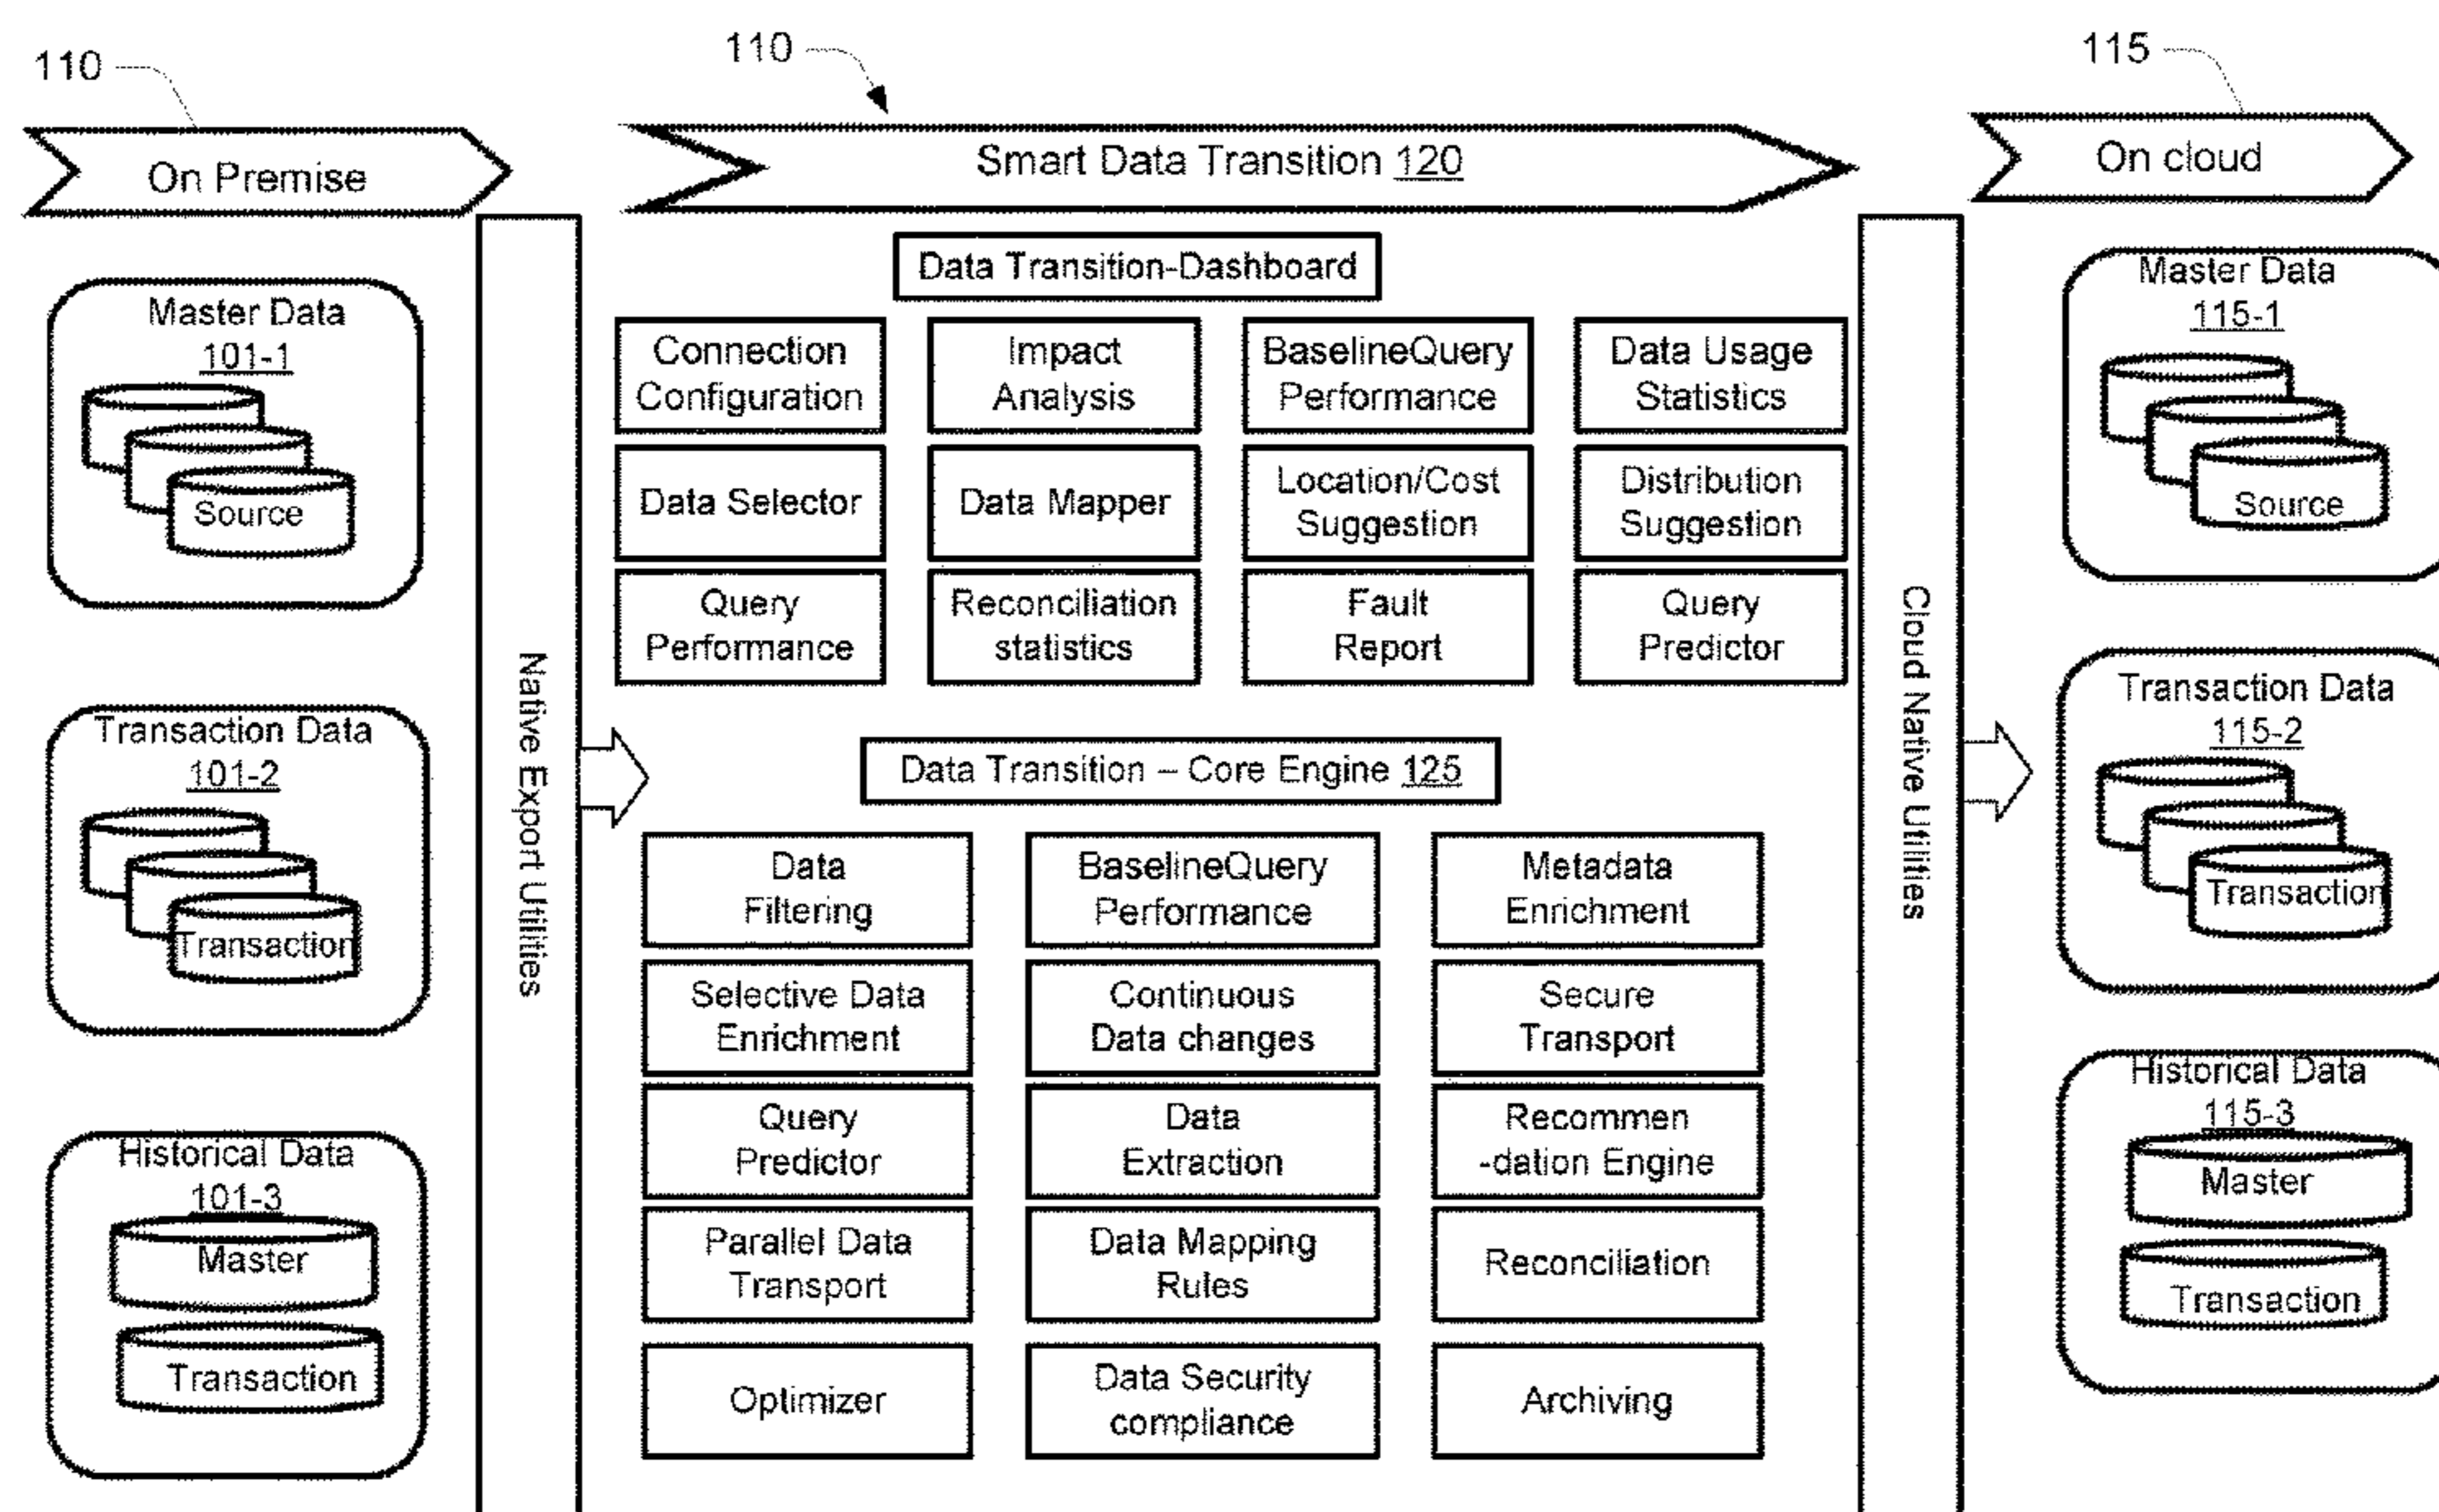 110
110
115
On Premise
Smart Data Transition 120
On cloud
Master Data
101-1
Source
Transaction Data
101-2
Transaction
Historical Data
101-3
Master
Transaction
Native Export Utilities
Data Transition-Dashboard
Connection
Configuration
Impact
Analysis
BaselineQuery
Performance
Data Usage
Statistics
Data Selector
Data Mapper
Location/Cost
Suggestion
Distribution
Suggestion
Query
Performance
Reconciliation
statistics
Fault
Report
Query
Predictor
Data Transition – Core Engine 125
Data
Filtering
BaselineQuery
Performance
Metadata
Enrichment
Selective Data
Enrichment
Continuous
Data changes
Secure
Transport
Query
Predictor
Data
Extraction
Recommen
-dation Engine
Parallel Data
Transport
Data Mapping
Rules
Reconciliation
Optimizer
Data Security
compliance
Archiving
Cloud Native Utilities
Master Data
115-1
Source
Transaction Data
115-2
Transaction
Historical Data
115-3
Master
Transaction